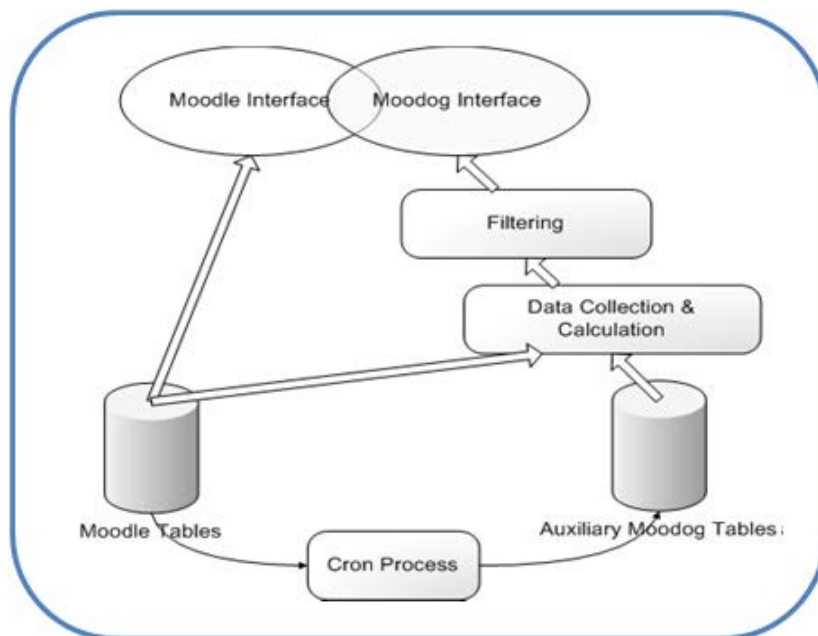 Moodle Interface
Moodog Interface
Filtering
Data Collection &
Calculation
Moodle Tables
Auxiliary Moodog Tables
Cron Process